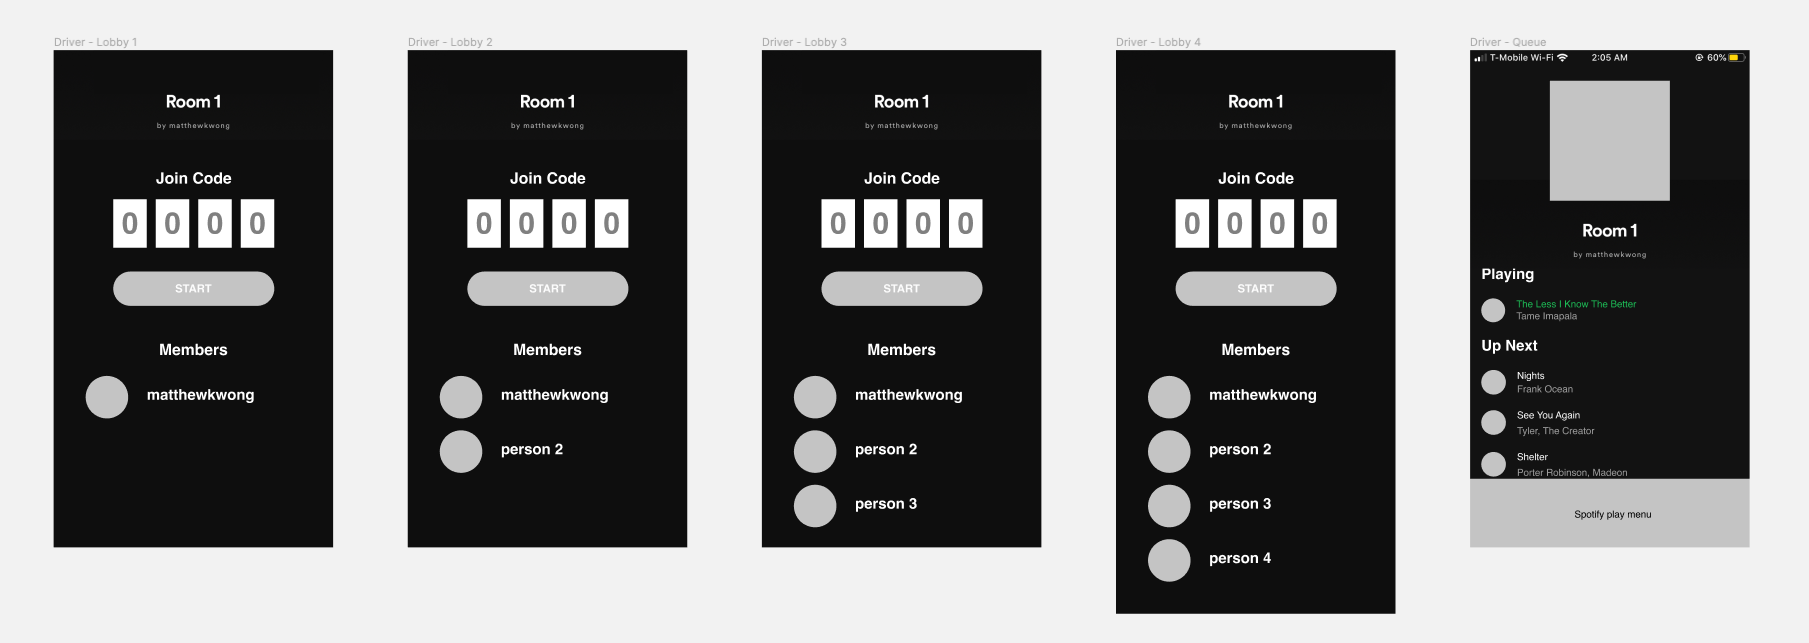 Driver - Lobby 1
Room 1
by matthewkwong
Join Code
0 0 0 0
START
Members
matthewkwong
Driver - Lobby 2
Room 1
by matthewkwong
Join Code
0 0 0 0
START
Members
matthewkwong
person 2
Driver - Lobby 3
Room 1
by matthewkwong
Join Code
0 0 0 0
START
Members
matthewkwong
person 2
person 3
Driver - Lobby 4
Room 1
by matthewkwong
Join Code
0 0 0 0
START
Members
matthewkwong
person 2
person 3
person 4
Driver - Queue
T-Mobile Wi-Fi 2:05 AM 60%
Room 1
by matthewkwong
Playing
The Less I Know The Better
Tame Imapala
Up Next
Nights
Frank Ocean
See You Again
Tyler, The Creator
Shelter
Porter Robinson, Madeon
Spotify play menu